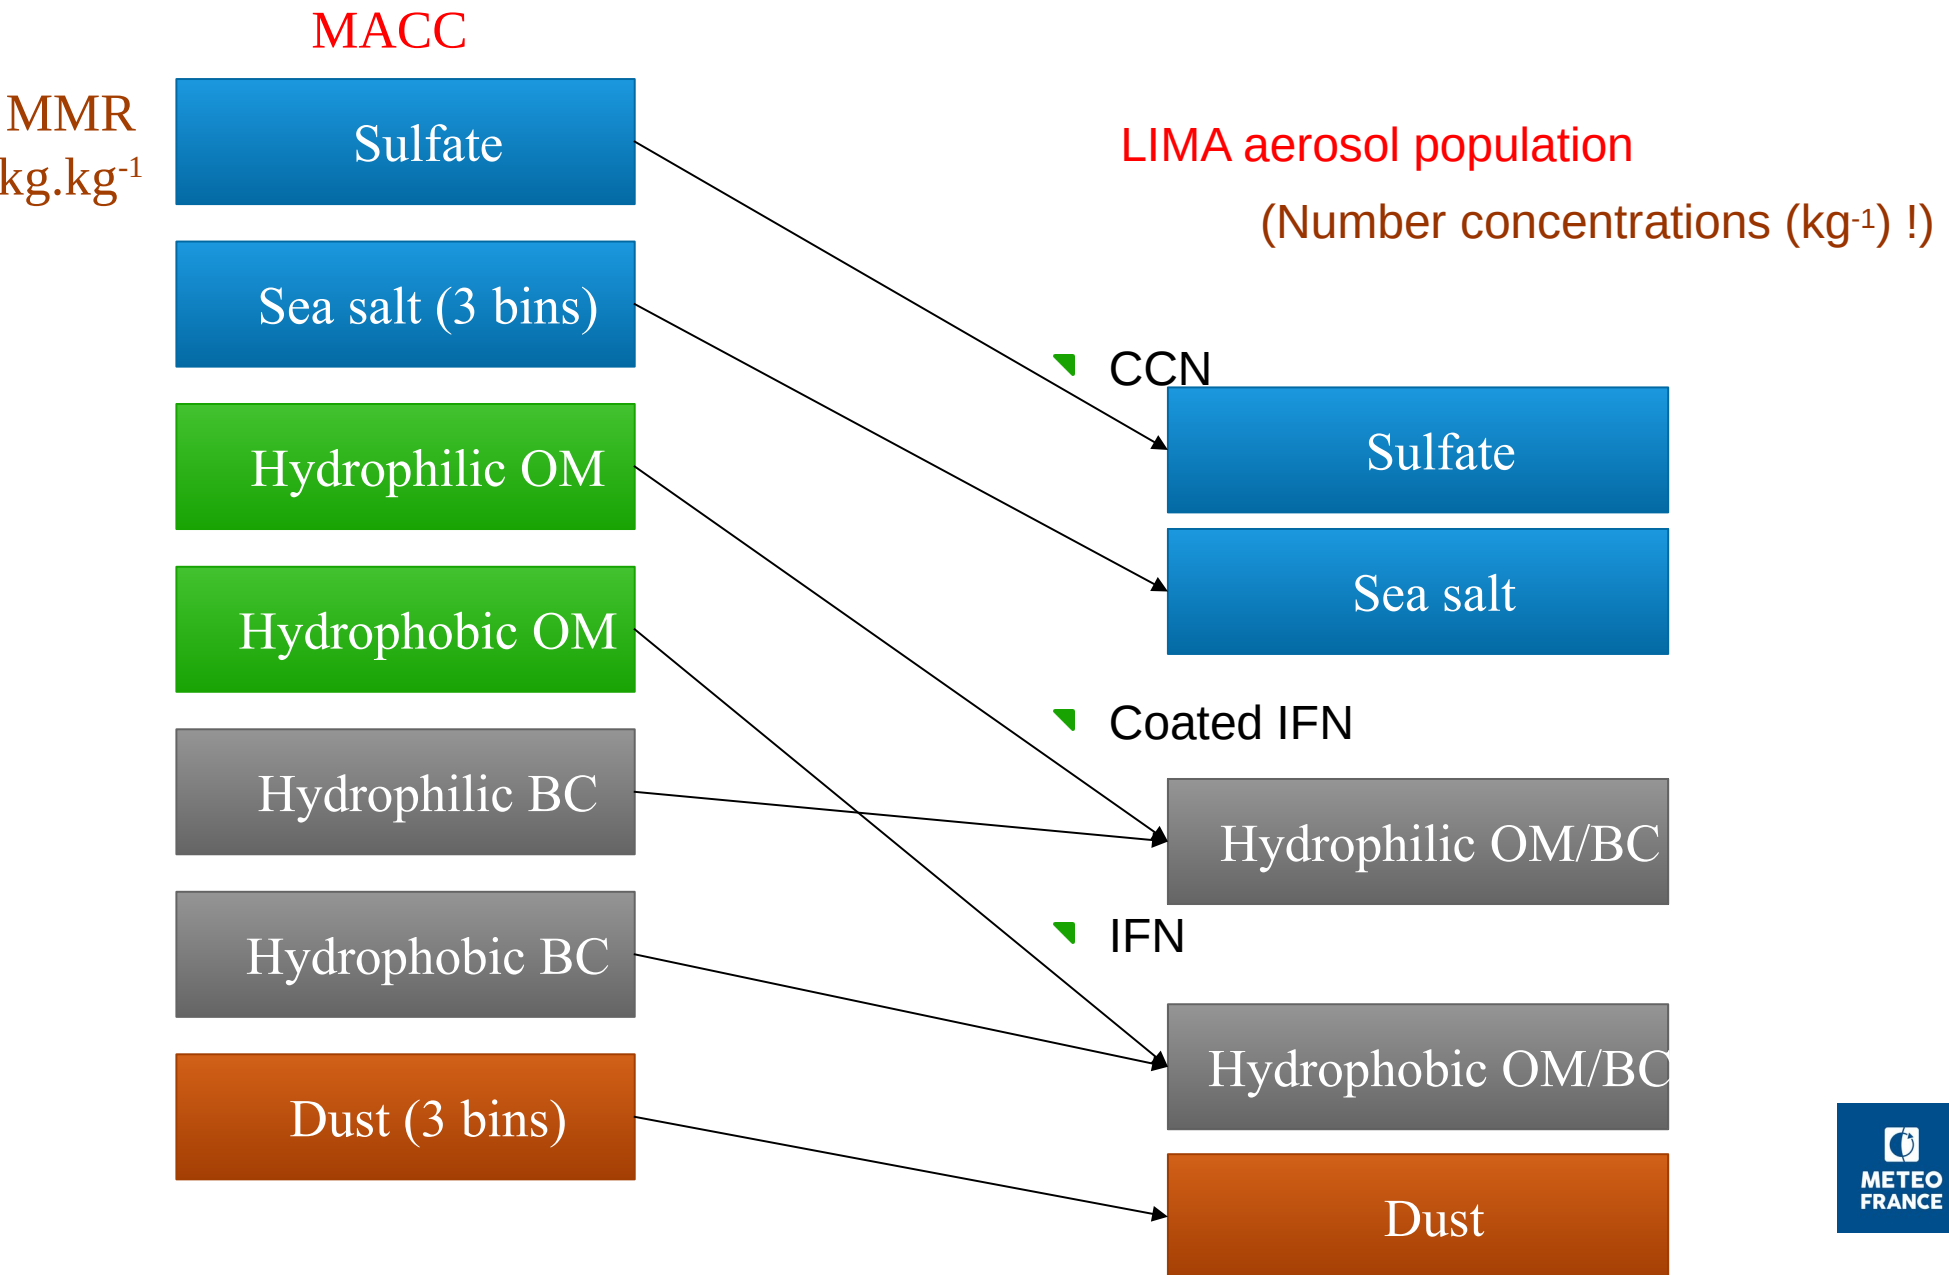 MACC
MMR
kg.kg-1
Sulfate
Sea salt (3 bins)
Hydrophilic OM
Hydrophobic OM
Hydrophilic BC
Hydrophobic BC
Dust (3 bins)
LIMA aerosol population
(Number concentrations (kg-1) !)
CCN
Sulfate
Sea salt
Coated IFN
Hydrophilic OM/BC
IFN
Hydrophobic OM/BC
Dust
METEO
FRANCE